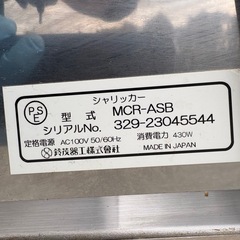 シャリッカー
PSE
型式 MCR-ASB
シリアルNo. 329-23045544
定格電源 AC100V 50/60Hz 消費電力 430W
鈴茂器工株式会社 MADE IN JAPAN